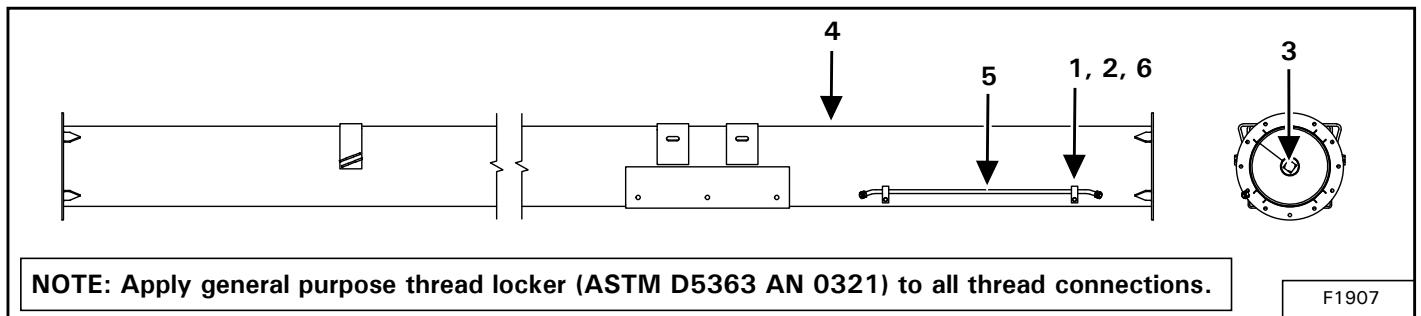 4
3
1, 2, 6
5
NOTE: Apply general purpose thread locker (ASTM D5363 AN 0321) to all thread connections.
F1907